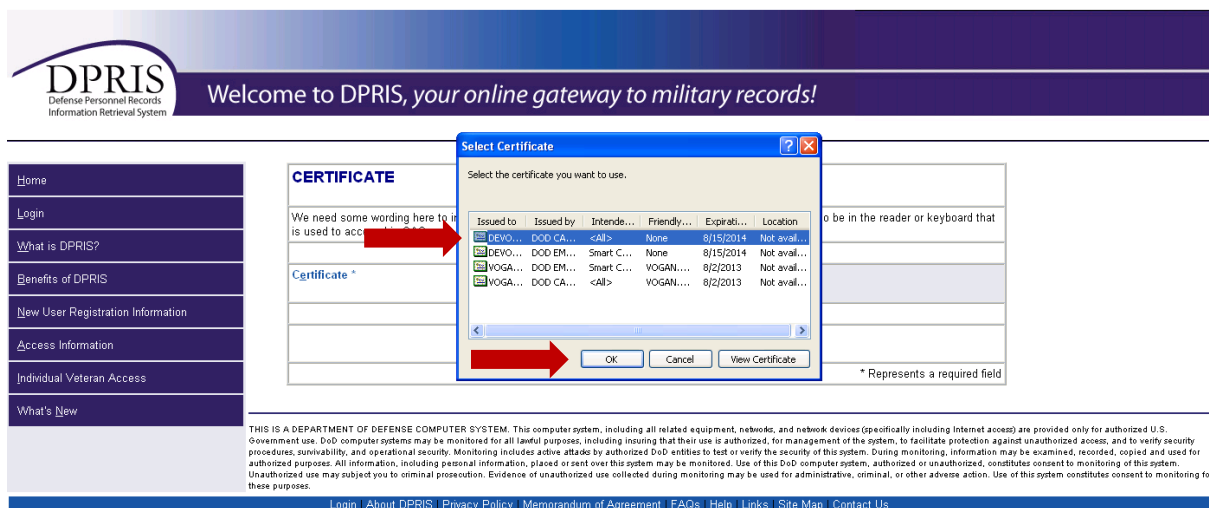 DPRIS
Defense Personnel Records
Information Retrieval System
Welcome to DPRIS, your online gateway to military records!
Home
Login
What is DPRIS?
Benefits of DPRIS
New User Registration Information
Access Information
Individual Veteran Access
What's New
CERTIFICATE
We need some wording here to o be in the reader or keyboard that
is used to
Certificate *
* Represents a required field
Select Certificate
Select the certificate you want to use.
Issued to Issued by Intende... Friendly... Expirati... Location
DEVO... DOD CA... <All> None 8/15/2014 Not avail...
DEVO... DOD EM... Smart C... None 8/15/2014 Not avail...
VOGA... DOD EM... Smart C... VOGAN.... 8/2/2013 Not avail...
VOGA... DOD CA... <All> VOGAN.... 8/2/2013 Not avail...
OK Cancel View Certificate
THIS IS A DEPARTMENT OF DEFENSE COMPUTER SYSTEM. This computer system, including all related equipment, networks, and network devices (specifically including Internet access) are provided only for authorized U.S.
Government use. DoD computer systems may be monitored for all lawful purposes, including insuring that their use is authorized, for management of the system, to facilitate protection against unauthorized access, and to verify security
procedures, survivability, and operational security. Monitoring includes active attacks by authorized DoD entities to test or verify the security of this system. During monitoring, information may be examined, recorded, copied and used for
authorized purposes. All information, including personal information, placed or sent over this system may be monitored. Use of this DoD computer system, authorized or unauthorized, constitutes consent to monitoring of this system.
Unauthorized use may subject you to criminal prosecution. Evidence of unauthorized use collected during monitoring may be used for administrative, criminal, or other adverse action. Use of this system constitutes consent to monitoring fo
these purposes.
Login | About DPRIS | Privacy Policy | Memorandum of Agreement | FAQs | Help | Links | Site Map | Contact Us